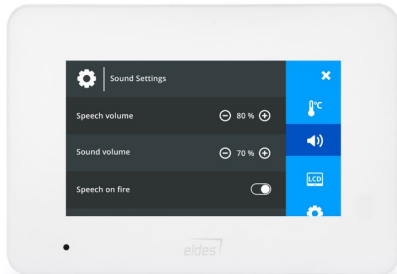 Sound Settings
Speech volume
80 %
Sound volume
70 %
Speech on fire
°C
LCD
eldes